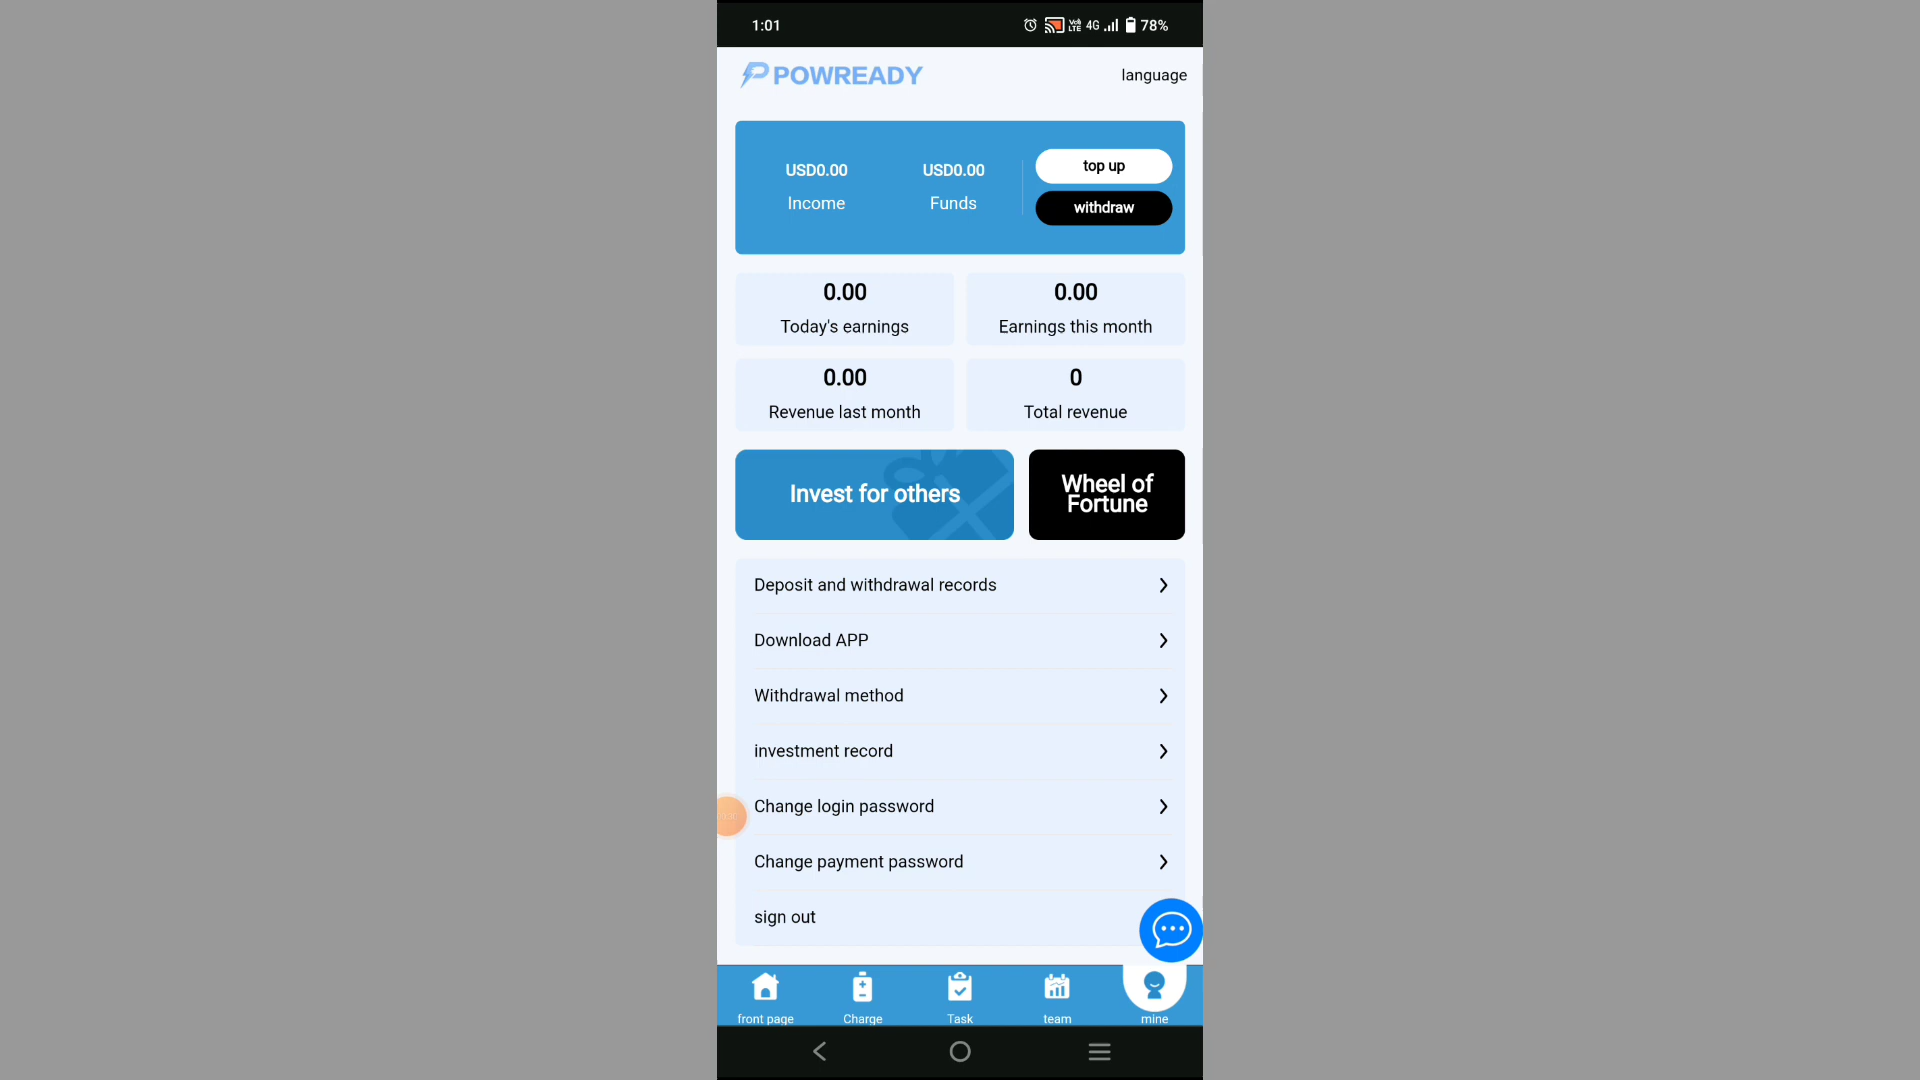 1:01
Vo) LTE 4G 78%
POWREADY
language
USD0.00 USD0.00
Income Funds
top up
withdraw
0.00 0.00
Today's earnings Earnings this month
0.00 0
Revenue last month Total revenue
Invest for others
Wheel of
Fortune
Deposit and withdrawal records
Download APP
Withdrawal method
investment record
Change login password
Change payment password
sign out
front page Charge Task team mine